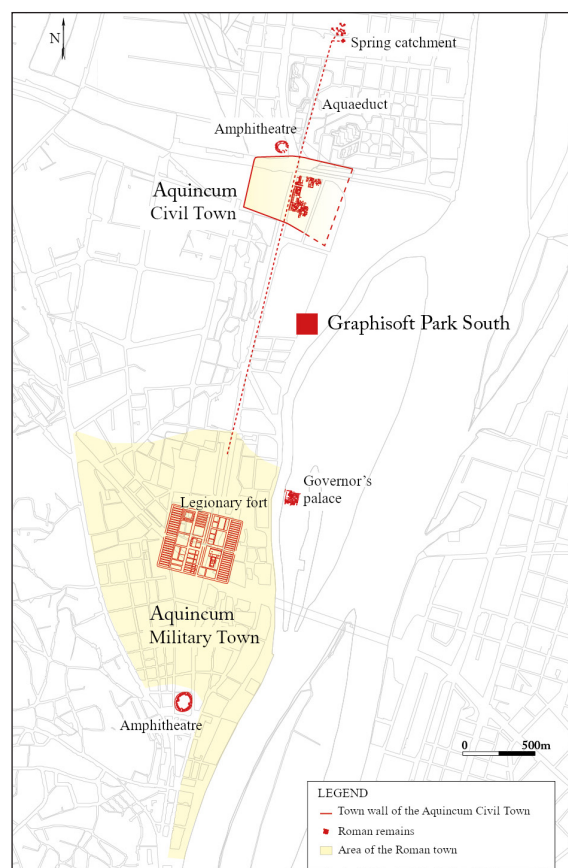 N
Spring catchment
Aquaeduct
Amphitheatre
Aquincum
Civil Town
Graphisoft Park South
Governor's
palace
Legionary fort
Aquincum
Military Town
Amphitheatre
0 500m
LEGEND
Town wall of the Aquincum Civil Town
Roman remains
Area of the Roman town